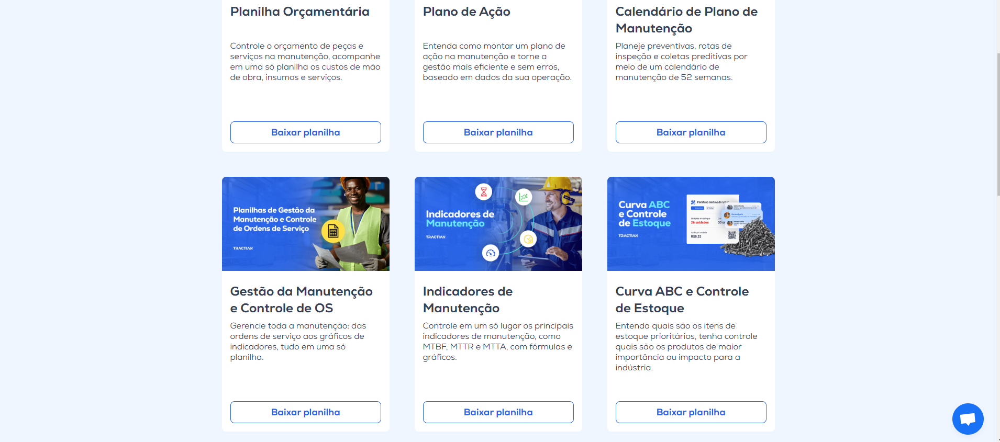 Planilha Orçamentária
Controle o orçamento de peças e
serviços na manutenção, acompanhe
em uma só planilha os custos de mão
de obra, insumos e serviços.
Baixar planilha
Plano de Ação
Entenda como montar um plano de
ação na manutenção e torne a
gestão mais eficiente e sem erros,
baseado em dados da sua operação.
Baixar planilha
Calendário de Plano de
Manutenção
Planeje preventivas, rotas de
inspeção e coletas preditivas por
meio de um calendário de
manutenção de 52 semanas.
Baixar planilha
Planilhas de Gestão da
Manutenção e Controle
de Ordens de Serviço
TRACTIAN
Gestão da Manutenção
e Controle de OS
Gerencie toda a manutenção: das
ordens de serviço aos gráficos de
indicadores, tudo em uma só
planilha.
Baixar planilha
Indicadores de
Manutenção
TRACTIAN
Indicadores de
Manutenção
Controle em um só lugar os principais
indicadores de manutenção, como
MTBF, MTTR e MTTA, com fórmulas e
gráficos.
Baixar planilha
Curva ABC
e Controle
de Estoque
TRACTIAN
Parafuso Sextavado
Unidades em estoque
26 unidades
30
Custo por unidade
R$0,32
Curva ABC e Controle
de Estoque
Entenda quais são os itens de
estoque prioritários, tenha controle
quais são os produtos de maior
importância ou impacto para a
indústria.
Baixar planilha